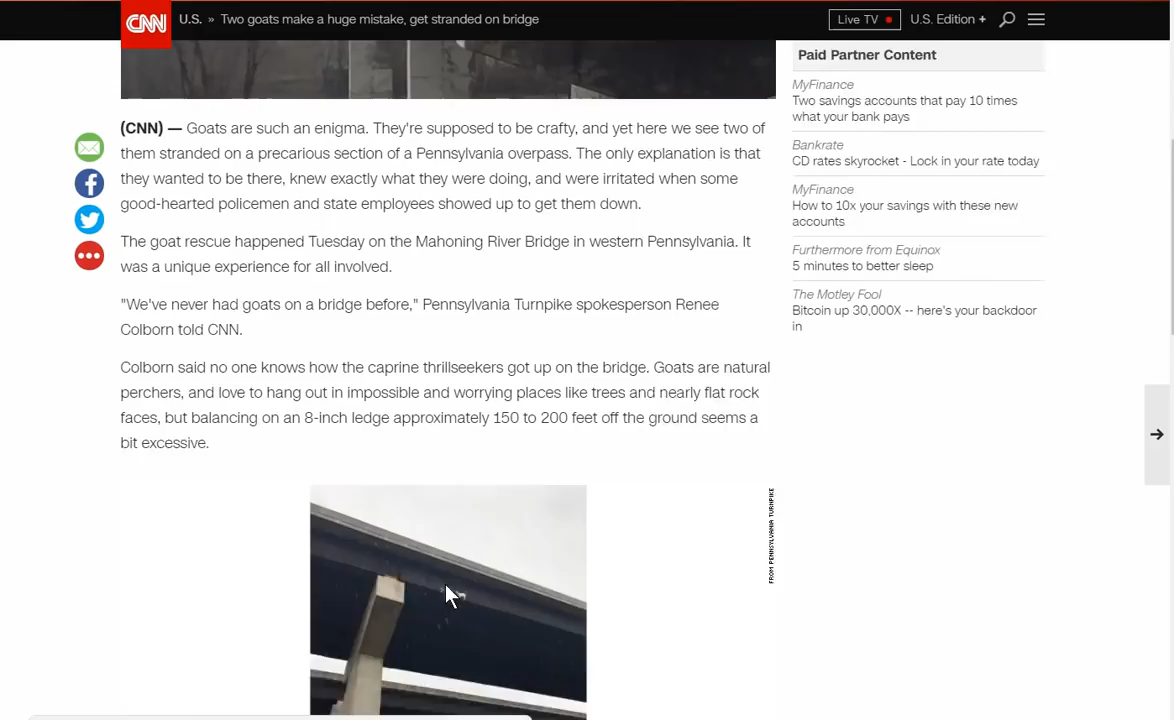 CNN U.S. » Two goats make a huge mistake, get stranded on bridge Live TV U.S. Edition +
Paid Partner Content
MyFinance
Two savings accounts that pay 10 times
what your bank pays
Bankrate
CD rates skyrocket - Lock in your rate today
MyFinance
How to 10x your savings with these new
accounts
Furthermore from Equinox
5 minutes to better sleep
The Motley Fool
Bitcoin up 30,000X -- here's your backdoor
in
(CNN) — Goats are such an enigma. They're supposed to be crafty, and yet here we see two of
them stranded on a precarious section of a Pennsylvania overpass. The only explanation is that
they wanted to be there, knew exactly what they were doing, and were irritated when some
good-hearted policemen and state employees showed up to get them down.
The goat rescue happened Tuesday on the Mahoning River Bridge in western Pennsylvania. It
was a unique experience for all involved.
"We've never had goats on a bridge before," Pennsylvania Turnpike spokesperson Renee
Colborn told CNN.
Colborn said no one knows how the caprine thrillseekers got up on the bridge. Goats are natural
perchers, and love to hang out in impossible and worrying places like trees and nearly flat rock
faces, but balancing on an 8-inch ledge approximately 150 to 200 feet off the ground seems a
bit excessive.
FROM PENNSYLVANIA TURNPIKE